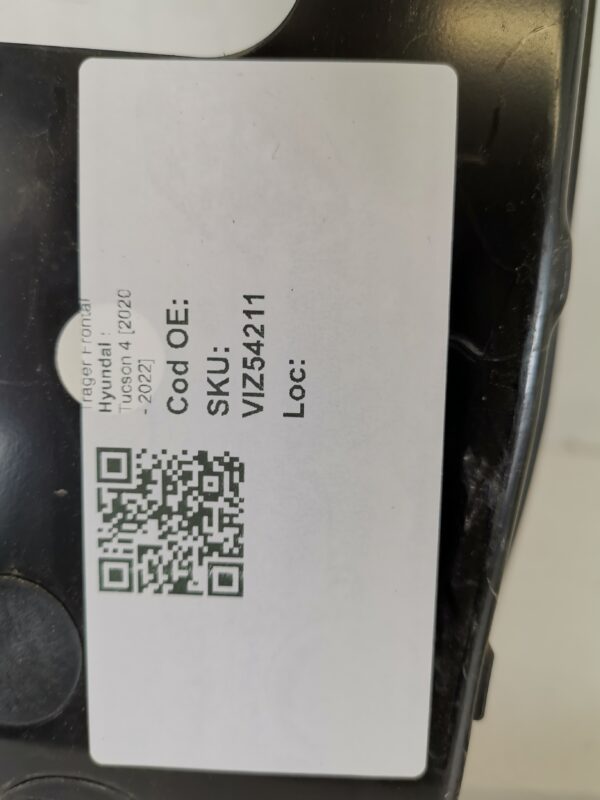 Trager Frontal
Hyundai :
Tucson 4 [2020
- 2022]
Cod OE:
SKU:
VIZ54211
Loc: